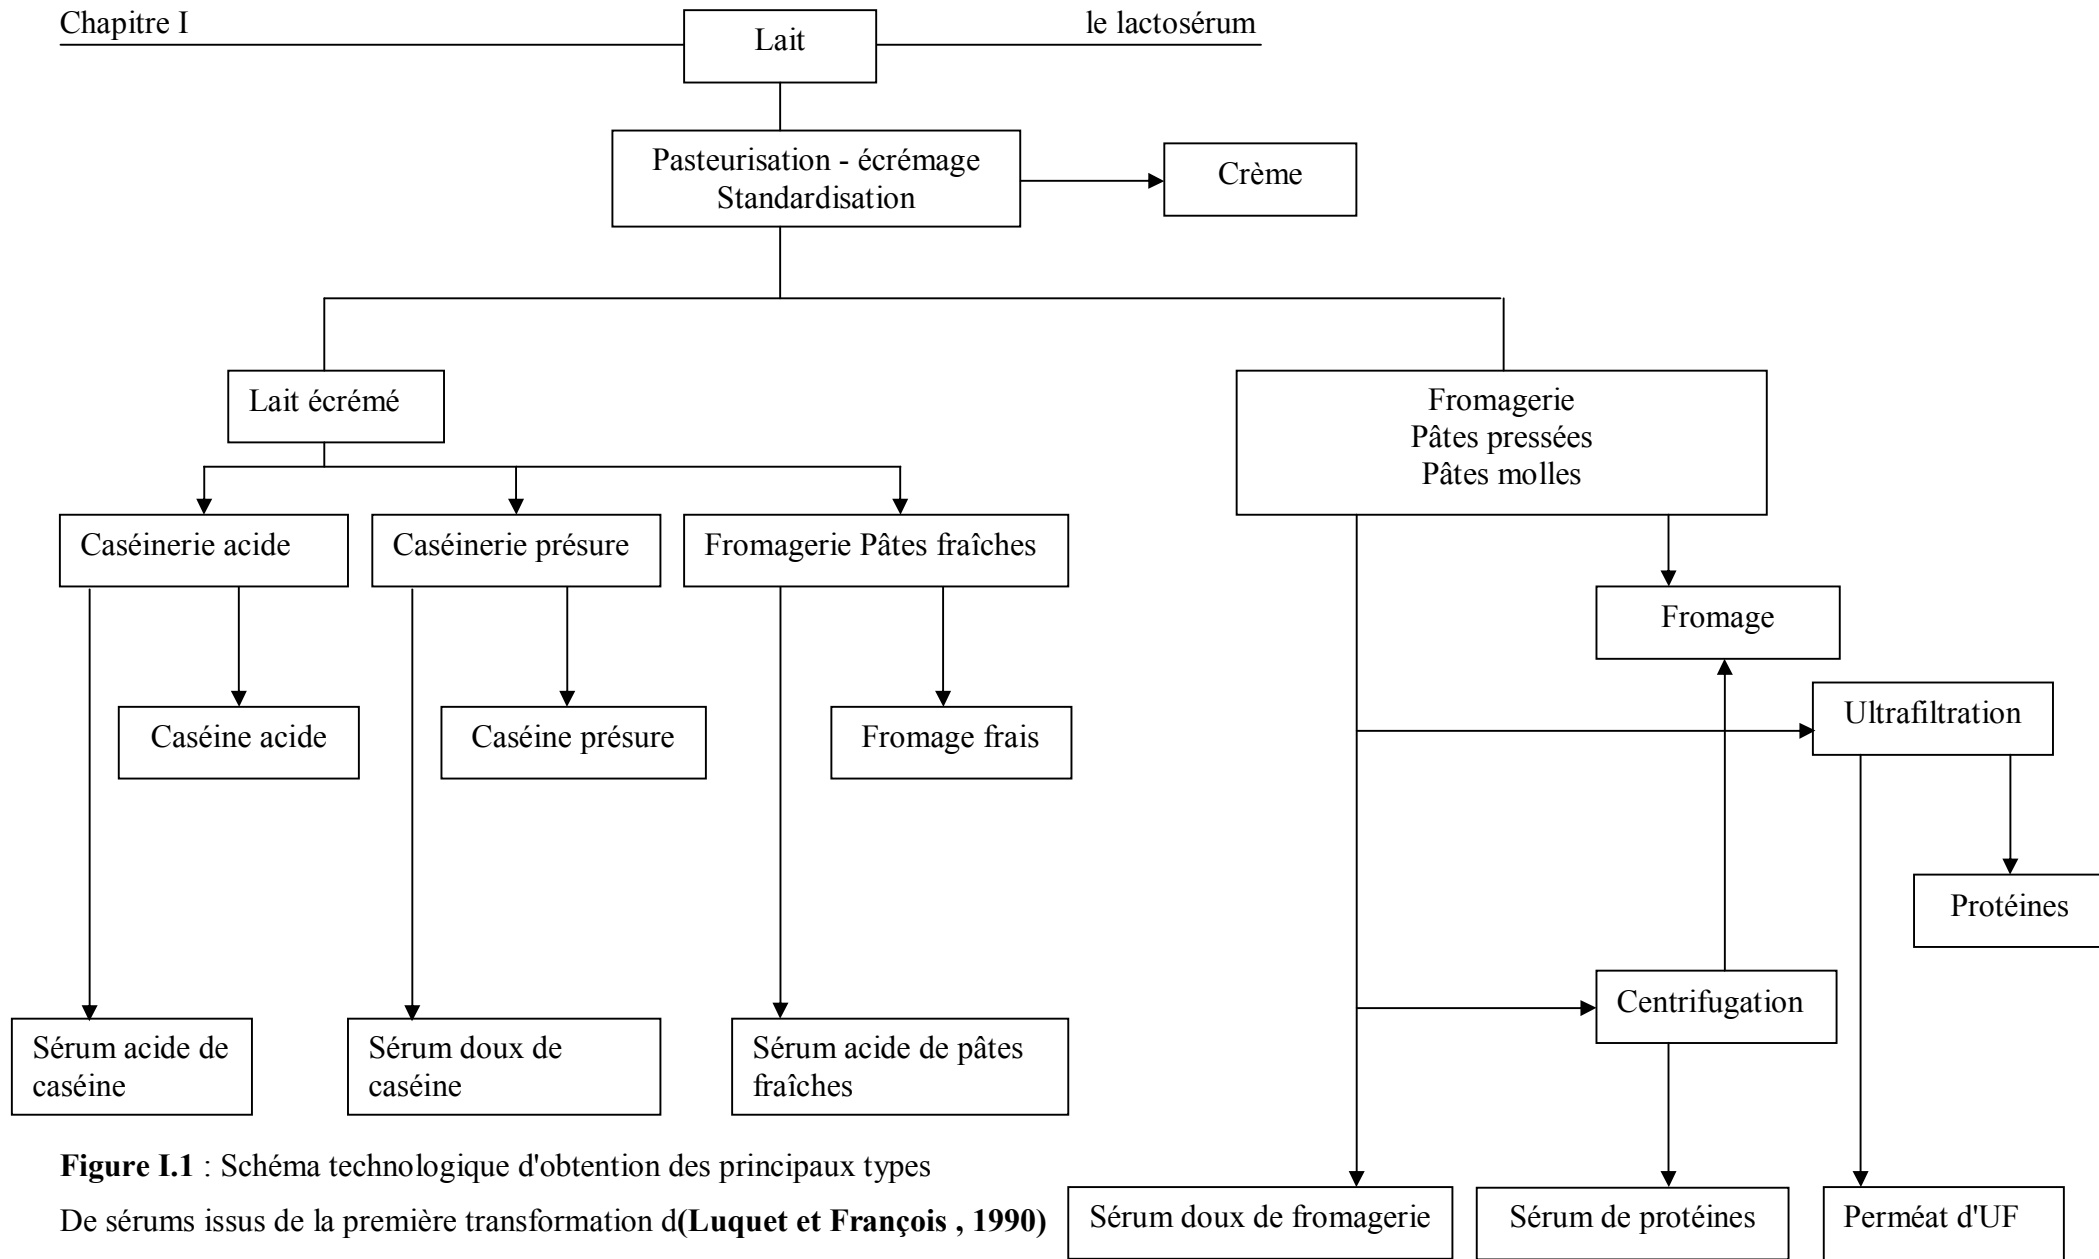 Chapitre I
le lactosérum
Lait
Pasteurisation - écrémage
Standardisation
Crème
Lait écrémé
Fromagerie
Pâtes pressées
Pâtes molles
Caséinerie acide
Caséinerie présure
Fromagerie Pâtes fraîches
Fromage
Ultrafiltration
Caséine acide
Caséine présure
Fromage frais
Protéines
Centrifugation
Sérum acide de
caséine
Sérum doux de
caséine
Sérum acide de pâtes
fraîches
Figure I.1 : Schéma technologique d'obtention des principaux types
De sérums issus de la première transformation d(Luquet et François , 1990)
Sérum doux de fromagerie
Sérum de protéines
Perméat d'UF